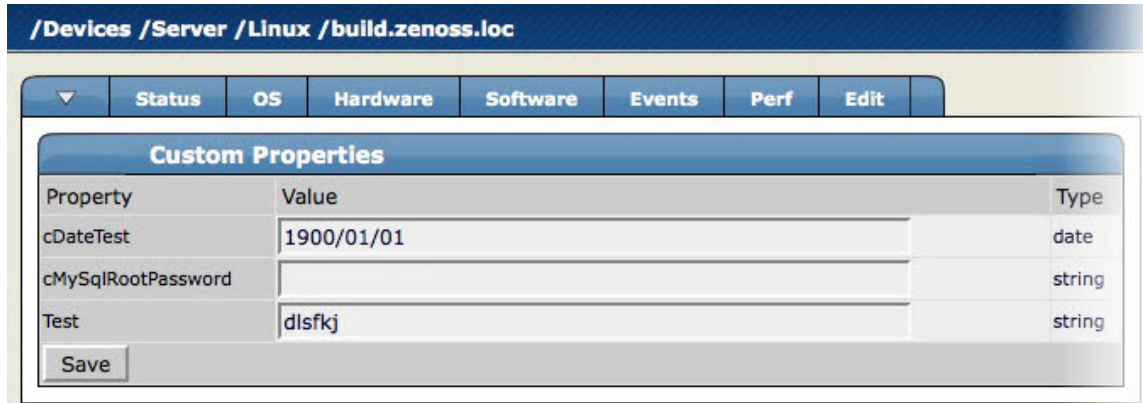 /Devices /Server /Linux /build.zenoss.loc
Status OS Hardware Software Events Perf Edit
Custom Properties
Property Value Type
cDateTest 1900/01/01 date
cMySqlRootPassword string
Test dlsfkj string
Save